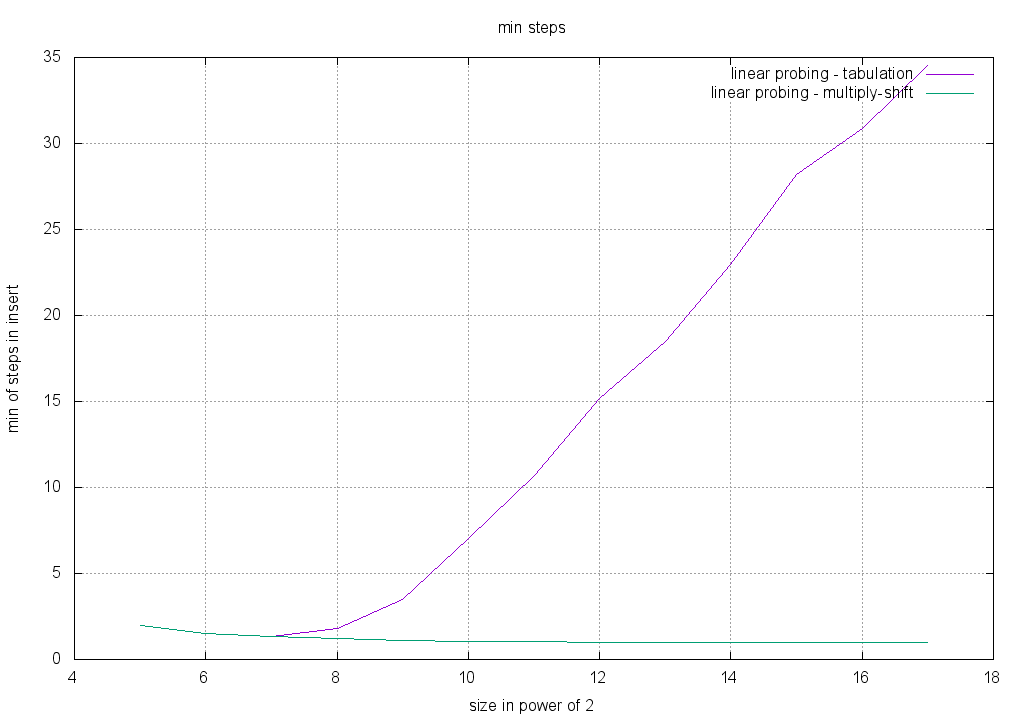 min steps
35
30
25
20
15
10
5
0
min of steps in insert
linear probing - tabulation
linear probing - multiply-shift
4 6 8 10 12 14 16 18
size in power of 2